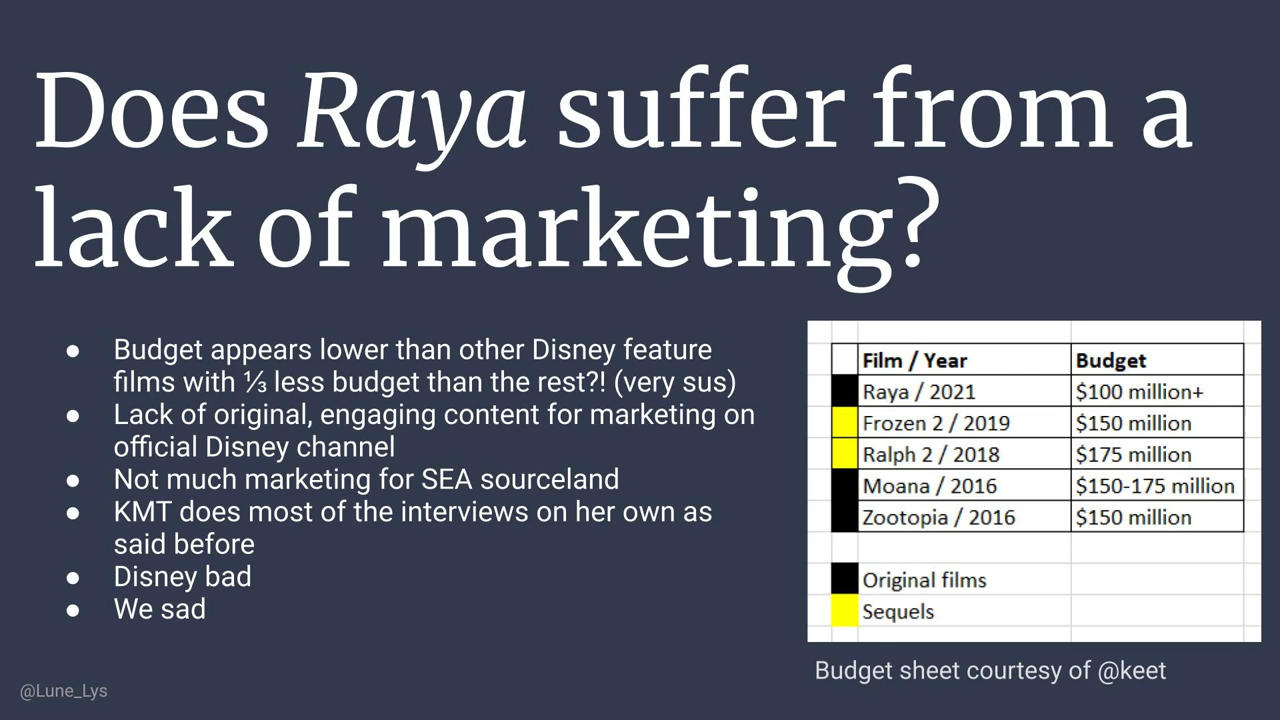 Does Raya suffer from a
lack of marketing?
● Budget appears lower than other Disney feature
films with ⅓ less budget than the rest?! (very sus)
● Lack of original, engaging content for marketing on
official Disney channel
● Not much marketing for SEA sourceland
● KMT does most of the interviews on her own as
said before
● Disney bad
● We sad
Film / Year Budget
Raya / 2021 $100 million+
Frozen 2 / 2019 $150 million
Ralph 2 / 2018 $175 million
Moana / 2016 $150-175 million
Zootopia / 2016 $150 million
Original films
Sequels
Budget sheet courtesy of @keet
@Lune_Lys